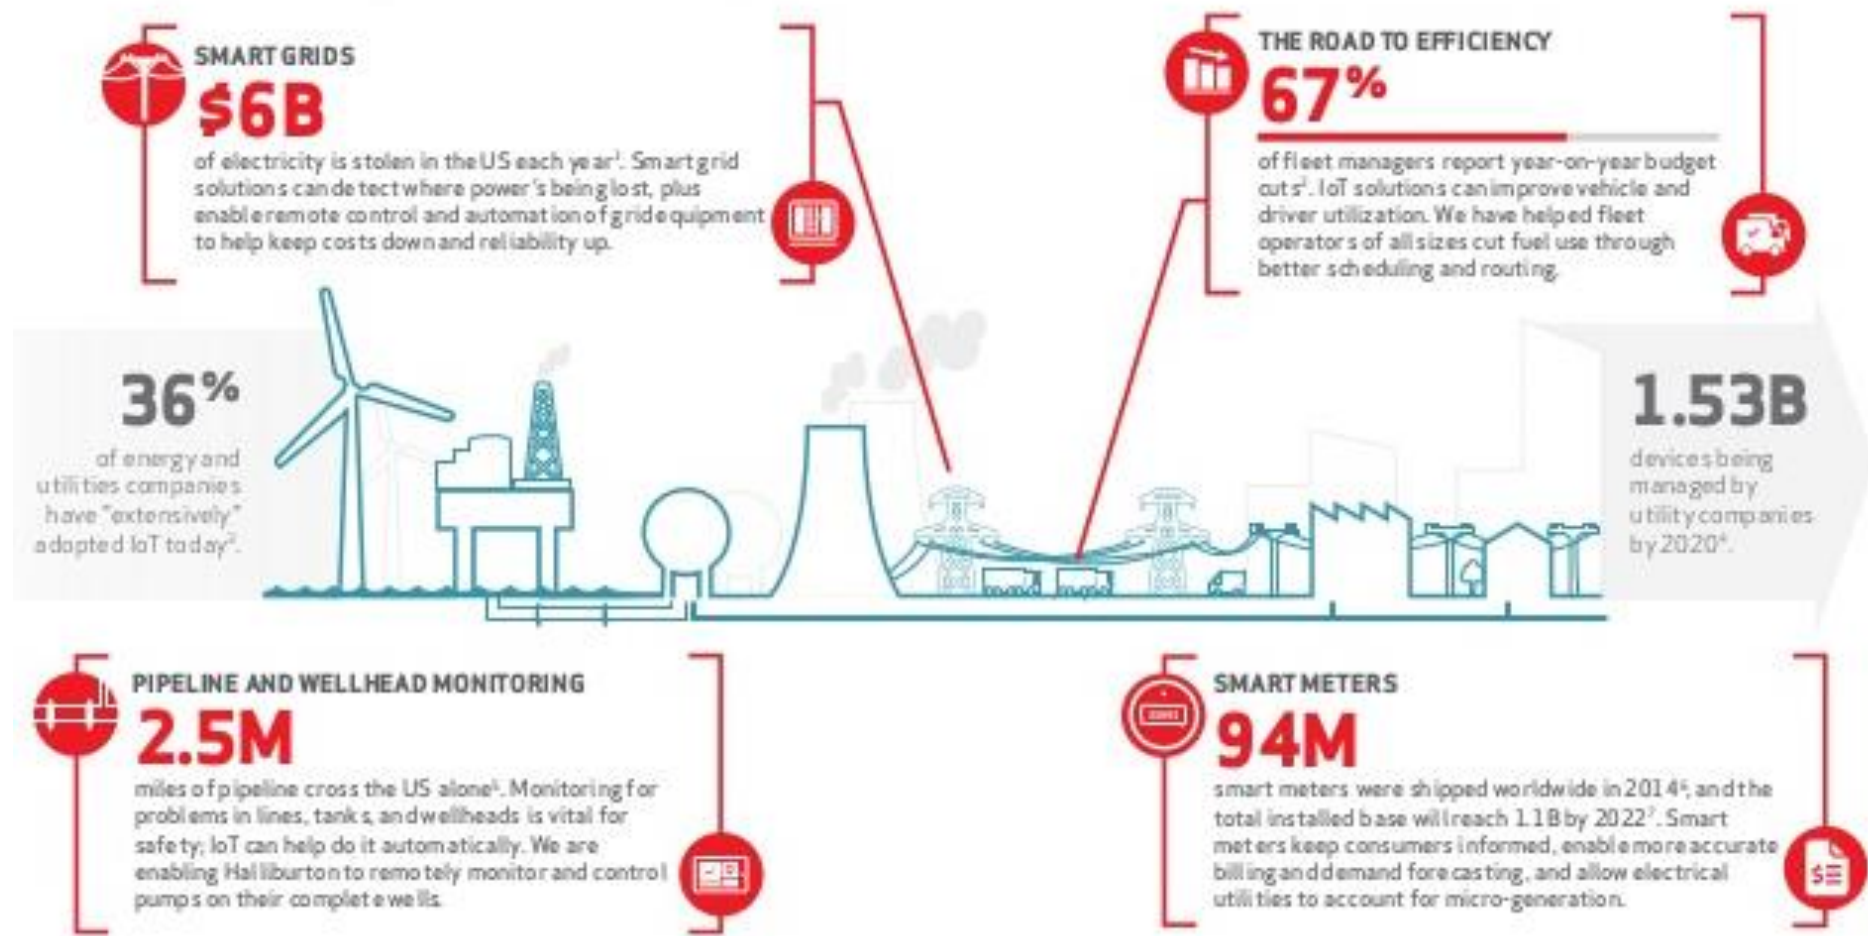 SMART GRIDS
$6B
of electricity is stolen in the US each year¹. Smart grid
solutions can detect where power's being lost, plus
enable remote control and automation of grid equipment
to help keep costs down and reliability up.
THE ROAD TO EFFICIENCY
67%
of fleet managers report year-on-year budget
cuts². IoT solutions can improve vehicle and
driver utilization. We have helped fleet
operators of all sizes cut fuel use through
better scheduling and routing.
36%
of energy and
utilities companies
have "extensively"
adopted IoT today².
1.53B
devices being
managed by
utility companies
by 2020⁴.
PIPELINE AND WELLHEAD MONITORING
2.5M
miles of pipeline cross the US alone⁵. Monitoring for
problems in lines, tanks, and wellheads is vital for
safety; IoT can help do it automatically. We are
enabling Halliburton to remotely monitor and control
pumps on their complete wells.
SMART METERS
94M
smart meters were shipped worldwide in 2014⁶, and the
total installed base will reach 1.1B by 2022⁷. Smart
meters keep consumers informed, enable more accurate
billing and demand forecasting, and allow electrical
utilities to account for micro-generation.